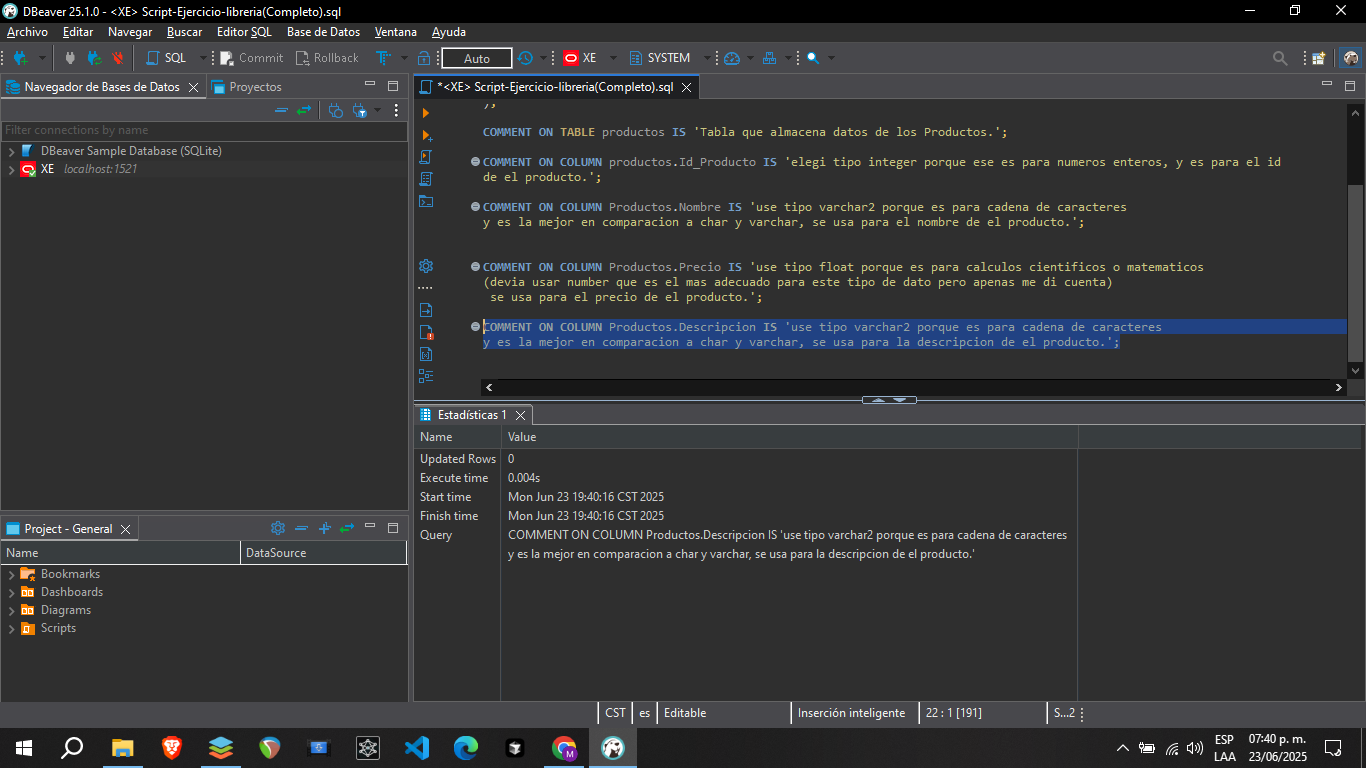 DBeaver 25.1.0 - <XE> Script-Ejercicio-libreria(Completo).sql
Archivo Editar Navegar Buscar Editor SQL Base de Datos Ventana Ayuda
SQL Commit Rollback Auto XE SYSTEM
Navegador de Bases de Datos Proyectos
Filter connections by name
DBeaver Sample Database (SQLite)
XE localhost:1521
*<XE> Script-Ejercicio-libreria(Completo).sql
);
COMMENT ON TABLE productos IS 'Tabla que almacena datos de los Productos.';
COMMENT ON COLUMN productos.Id_Producto IS 'elegi tipo integer porque ese es para numeros enteros, y es para el id
de el producto.';
COMMENT ON COLUMN Productos.Nombre IS 'use tipo varchar2 porque es para cadena de caracteres
y es la mejor en comparacion a char y varchar, se usa para el nombre de el producto.';
COMMENT ON COLUMN Productos.Precio IS 'use tipo float porque es para calculos cientificos o matematicos
(devia usar number que es el mas adecuado para este tipo de dato pero apenas me di cuenta)
se usa para el precio de el producto.';
COMMENT ON COLUMN Productos.Descripcion IS 'use tipo varchar2 porque es para cadena de caracteres
y es la mejor en comparacion a char y varchar, se usa para la descripcion de el producto.';
Estadísticas 1
Name Value
Updated Rows 0
Execute time 0.004s
Start time Mon Jun 23 19:40:16 CST 2025
Finish time Mon Jun 23 19:40:16 CST 2025
Query COMMENT ON COLUMN Productos.Descripcion IS 'use tipo varchar2 porque es para cadena de caracteres
y es la mejor en comparacion a char y varchar, se usa para la descripcion de el producto.'
Project - General
Name DataSource
Bookmarks
Dashboards
Diagrams
Scripts
CST es Editable Inserción inteligente 22 : 1 [191] S...2
ESP
LAA
07:40 p. m.
23/06/2025